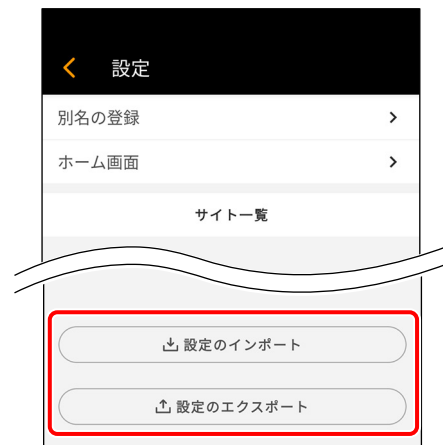 設定
別名の登録
ホーム画面
サイト一覧
設定のインポート
設定のエクスポート